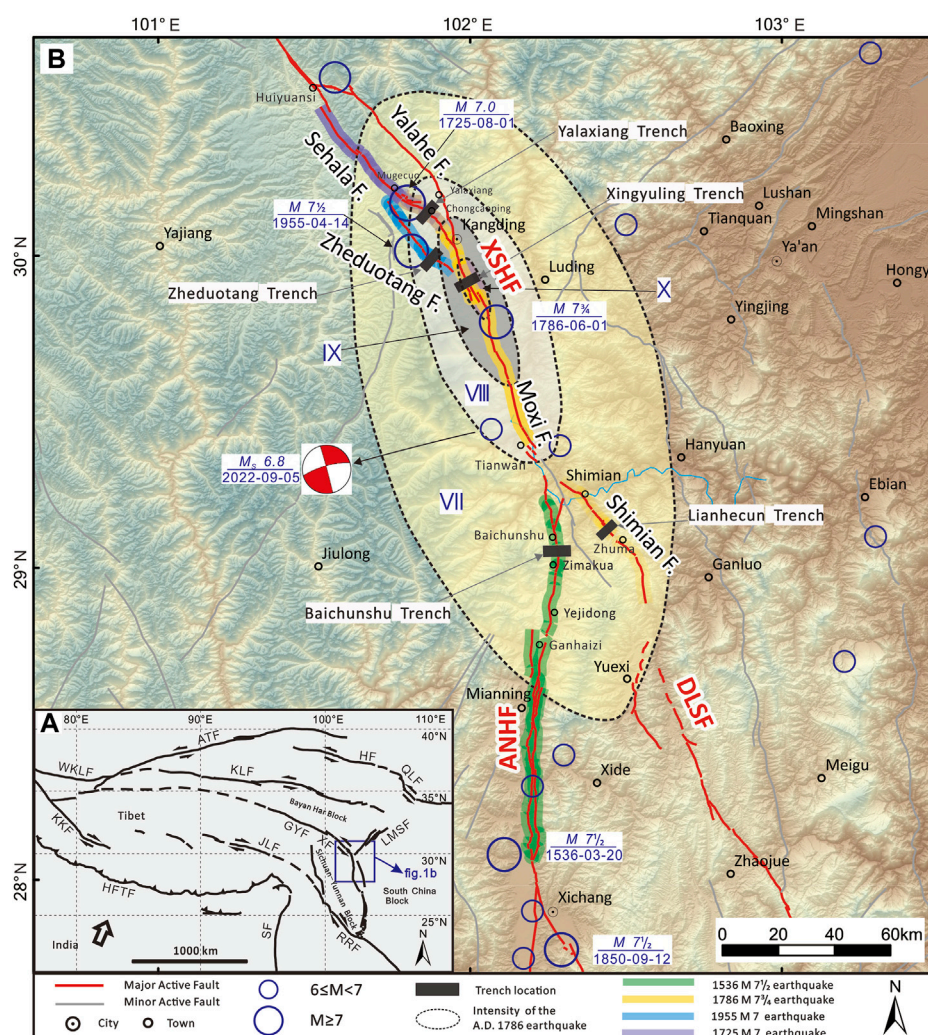 101° E
102° E
103° E
B
Huiyuansi
M 7.0
1725-08-01
Yalaxiang Trench
Baoxing
Yalahe F.
Sehala F.
Mugecuo
Yalaxiang
Xingyuling Trench
Lushan
Chongcaoping
Mingshan
M 7½
1955-04-14
Kangding
Tianquan
Ya'an
Yajiang
30° N
Zheduotang F.
XSHF
Luding
Hongy
Zheduotang Trench
X
M 7¾
1786-06-01
Yingjing
IX
VIII
Moxi F.
Hanyuan
Ms 6.8
2022-09-05
Tianwan
Shimian
Ebian
VII
Shimian F.
Lianhecun Trench
Baichunshu
Zhuma
Jiulong
29° N
Zimakua
Ganluo
Baichunshu Trench
Yejidong
Ganhaizi
Yuexi
Mianning
DLSF
ANHF
Xide
Meigu
M 7½
1536-03-20
Zhaojue
28° N
Xichang
M 7½
1850-09-12
0 20 40 60km
A
80°E
90°E
100°E
110°E
40°N
ATF
HF
QLF
WKLF
KLF
35°N
Bayan Har Block
KKF
Tibet
GYF
XF
LMSF
JLF
30°N
fig.1b
Sichuan-Yunnan Block
South China
Block
HFTF
25°N
SF
RRF
India
1000 km
N
Major Active Fault
Minor Active Fault
City
Town
6≤M<7
M≥7
Trench location
Intensity of the
A.D. 1786 earthquake
1536 M 7½ earthquake
1786 M 7¾ earthquake
1955 M 7 earthquake
1725 M 7 earthquake
N